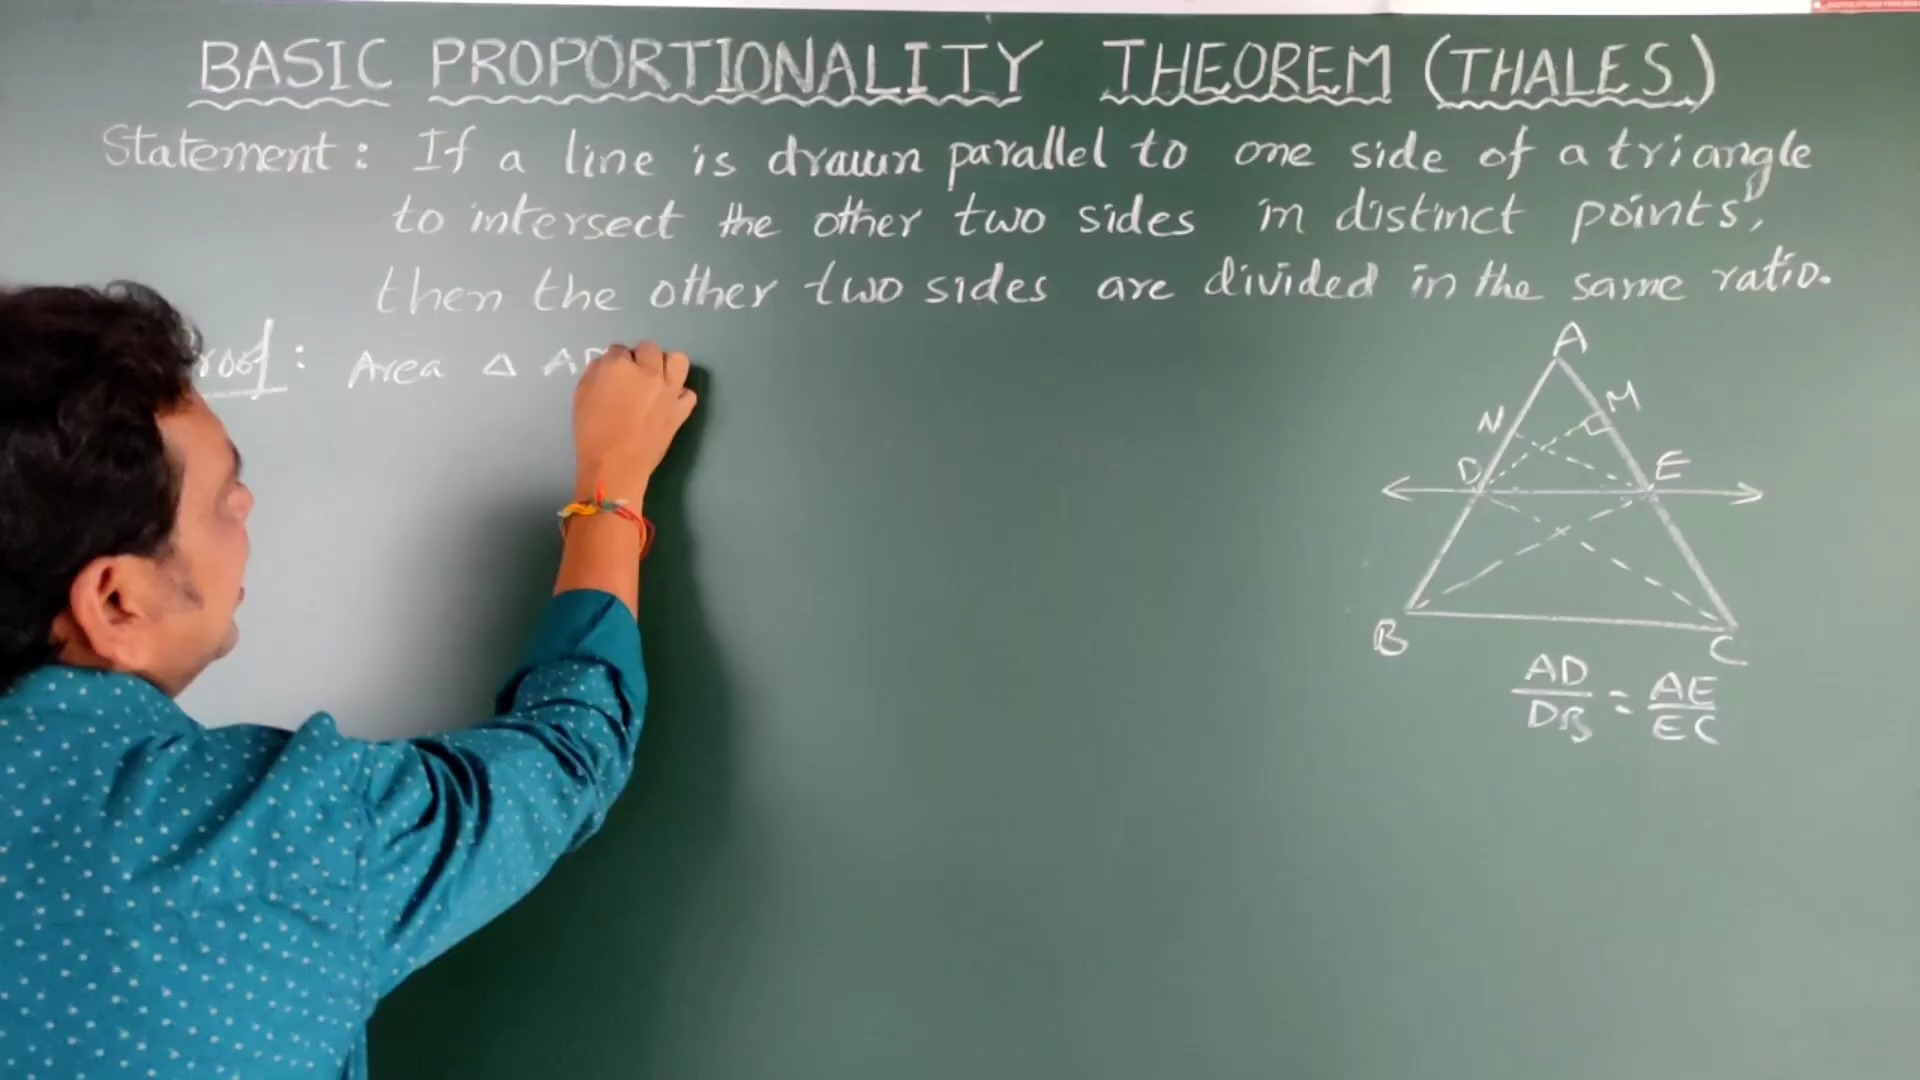 BASIC PROPORTIONALITY THEOREM (THALES)
Statement: If a line is drawn parallel to one side of a triangle
to intersect the other two sides in distinct points,
then the other two sides are divided in the same ratio.
roof: Area △ AD
A
M
N
D
E
B
C
AD/DB = AE/EC